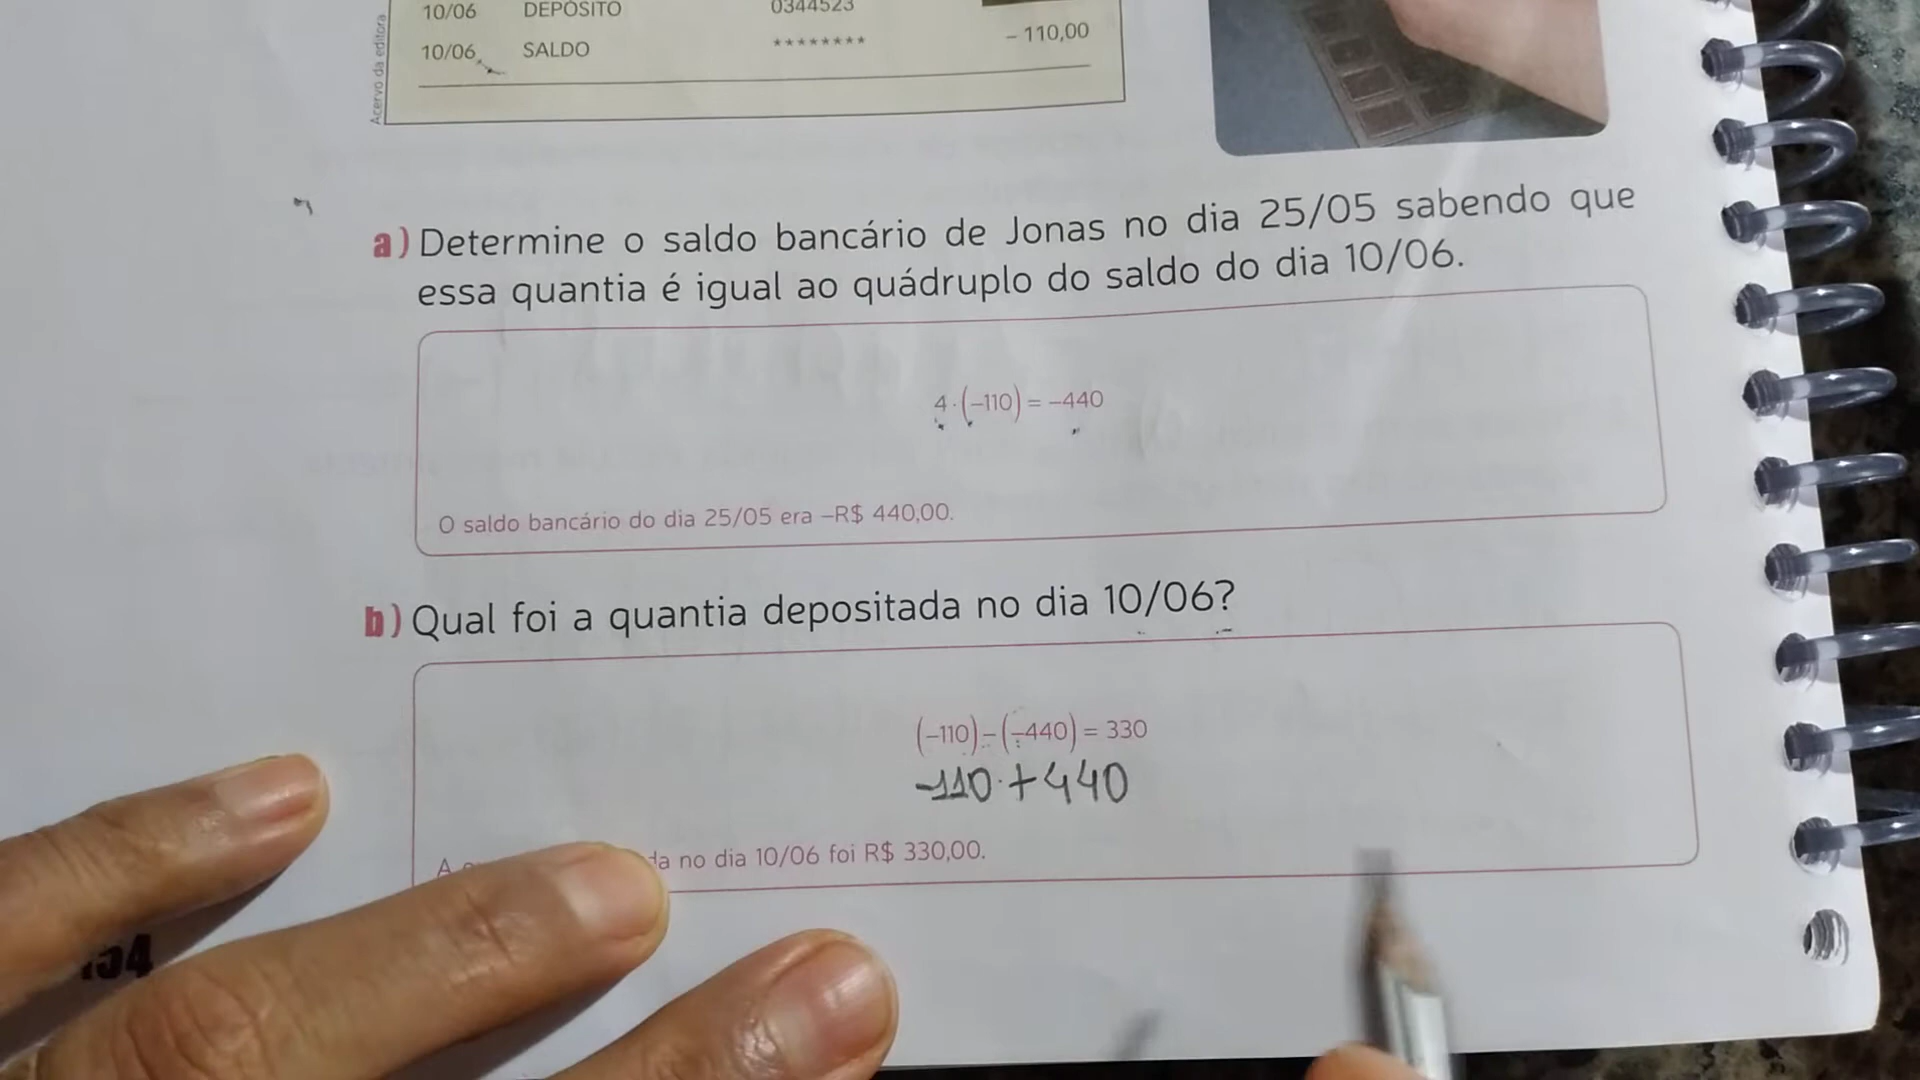 Acervo da editora
10/06 DEPÓSITO 0344523
10/06 SALDO ******** – 110,00
a) Determine o saldo bancário de Jonas no dia 25/05 sabendo que
essa quantia é igual ao quádruplo do saldo do dia 10/06.
4·(–110) = –440
O saldo bancário do dia 25/05 era –R$ 440,00.
b) Qual foi a quantia depositada no dia 10/06?
(–110)–(–440) = 330
-110+440
A no dia 10/06 foi R$ 330,00.